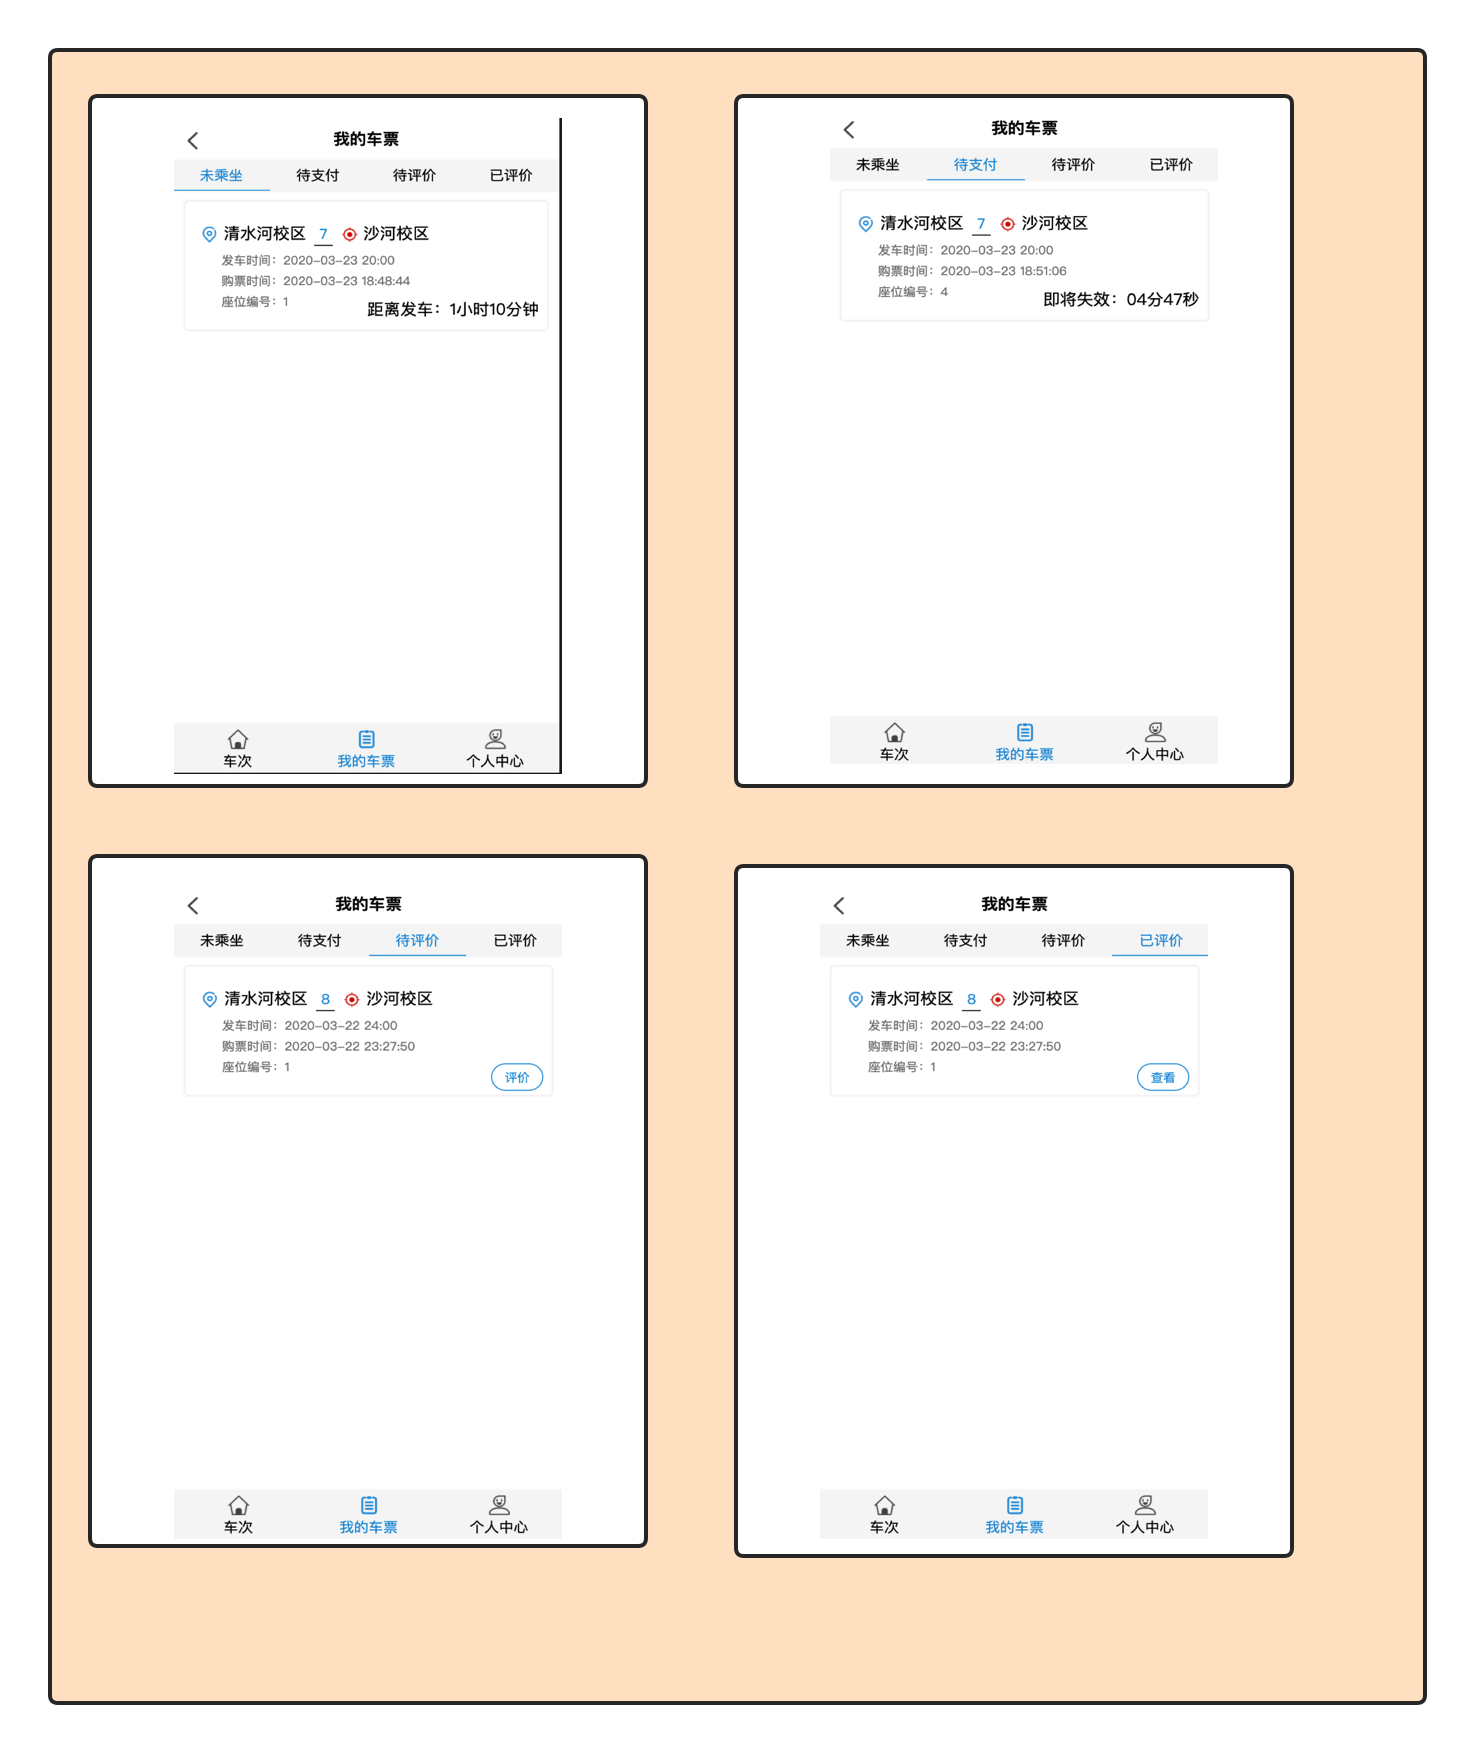 我的车票
未乘坐 待支付 待评价 已评价
清水河校区 7 沙河校区
发车时间：2020-03-23 20:00
购票时间：2020-03-23 18:48:44
座位编号：1
距离发车：1小时10分钟
车次 我的车票 个人中心
我的车票
未乘坐 待支付 待评价 已评价
清水河校区 7 沙河校区
发车时间：2020-03-23 20:00
购票时间：2020-03-23 18:51:06
座位编号：4
即将失效：04分47秒
车次 我的车票 个人中心
我的车票
未乘坐 待支付 待评价 已评价
清水河校区 8 沙河校区
发车时间：2020-03-22 24:00
购票时间：2020-03-22 23:27:50
座位编号：1
评价
车次 我的车票 个人中心
我的车票
未乘坐 待支付 待评价 已评价
清水河校区 8 沙河校区
发车时间：2020-03-22 24:00
购票时间：2020-03-22 23:27:50
座位编号：1
查看
车次 我的车票 个人中心